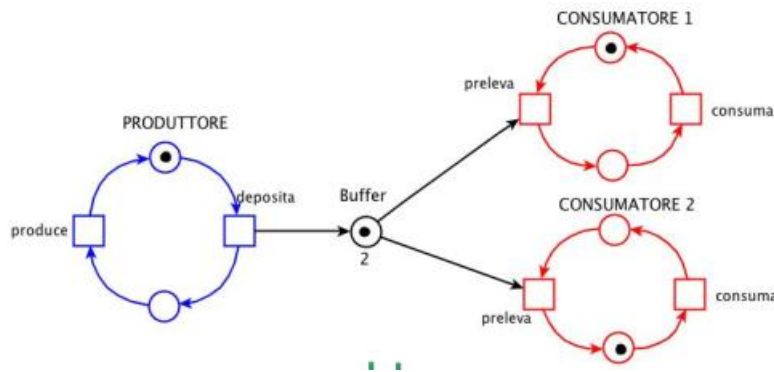 CONSUMATORE 1
preleva
consuma
PRODUTTORE
deposita
Buffer
produce
2
CONSUMATORE 2
preleva
consuma